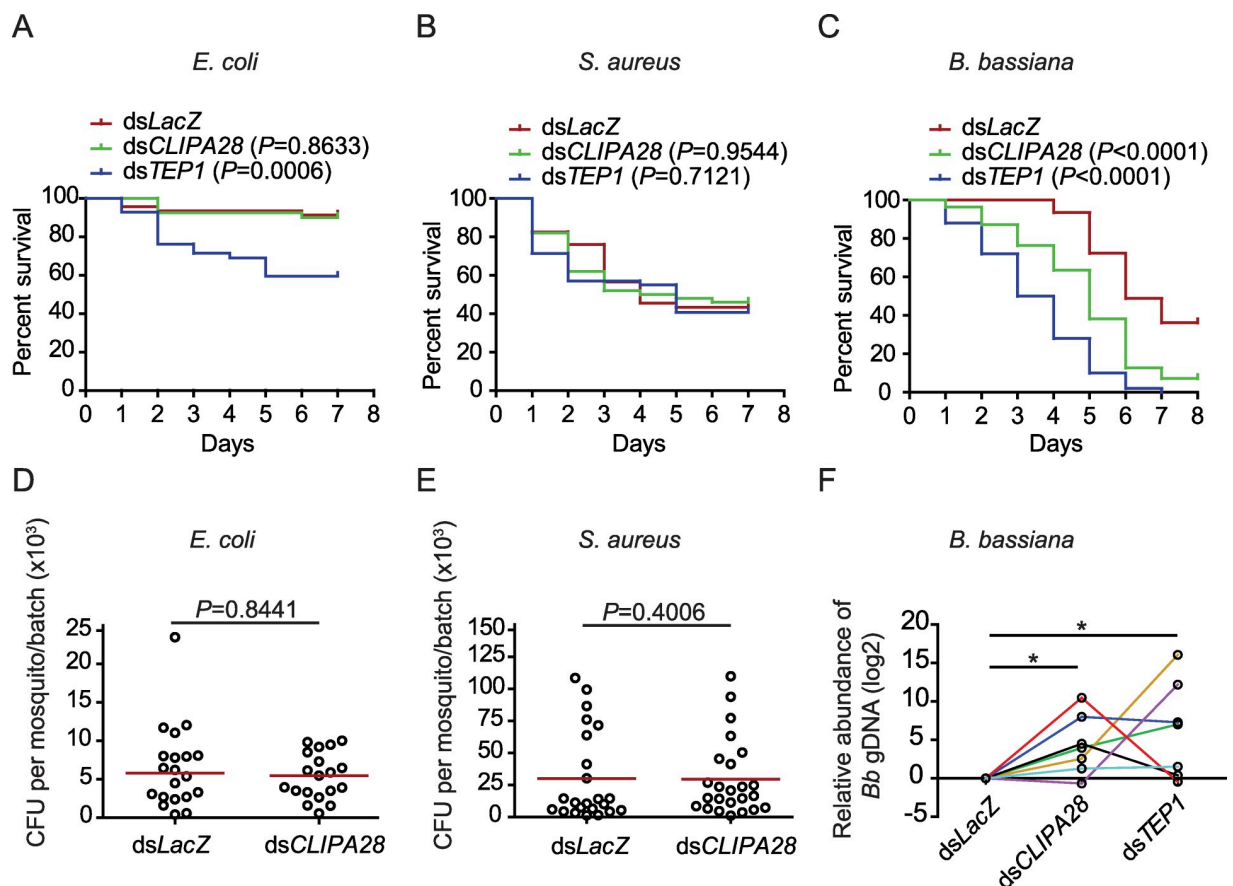 A
E. coli
dsLacZ
dsCLIPA28 (P=0.8633)
dsTEP1 (P=0.0006)
Percent survival
100
80
60
40
20
0
0 1 2 3 4 5 6 7 8
Days
B
S. aureus
dsLacZ
dsCLIPA28 (P=0.9544)
dsTEP1 (P=0.7121)
Percent survival
100
80
60
40
20
0
0 1 2 3 4 5 6 7 8
Days
C
B. bassiana
dsLacZ
dsCLIPA28 (P<0.0001)
dsTEP1 (P<0.0001)
Percent survival
100
80
60
40
20
0
0 1 2 3 4 5 6 7 8
Days
D
E. coli
CFU per mosquito/batch (x10³)
P=0.8441
25
20
15
10
5
0
dsLacZ dsCLIPA28
E
S. aureus
CFU per mosquito/batch (x10³)
P=0.4006
150
125
100
75
50
25
0
dsLacZ dsCLIPA28
F
B. bassiana
Relative abundance of
Bb gDNA (log2)
*
*
20
15
10
5
0
-5
dsLacZ
dsCLIPA28
dsTEP1